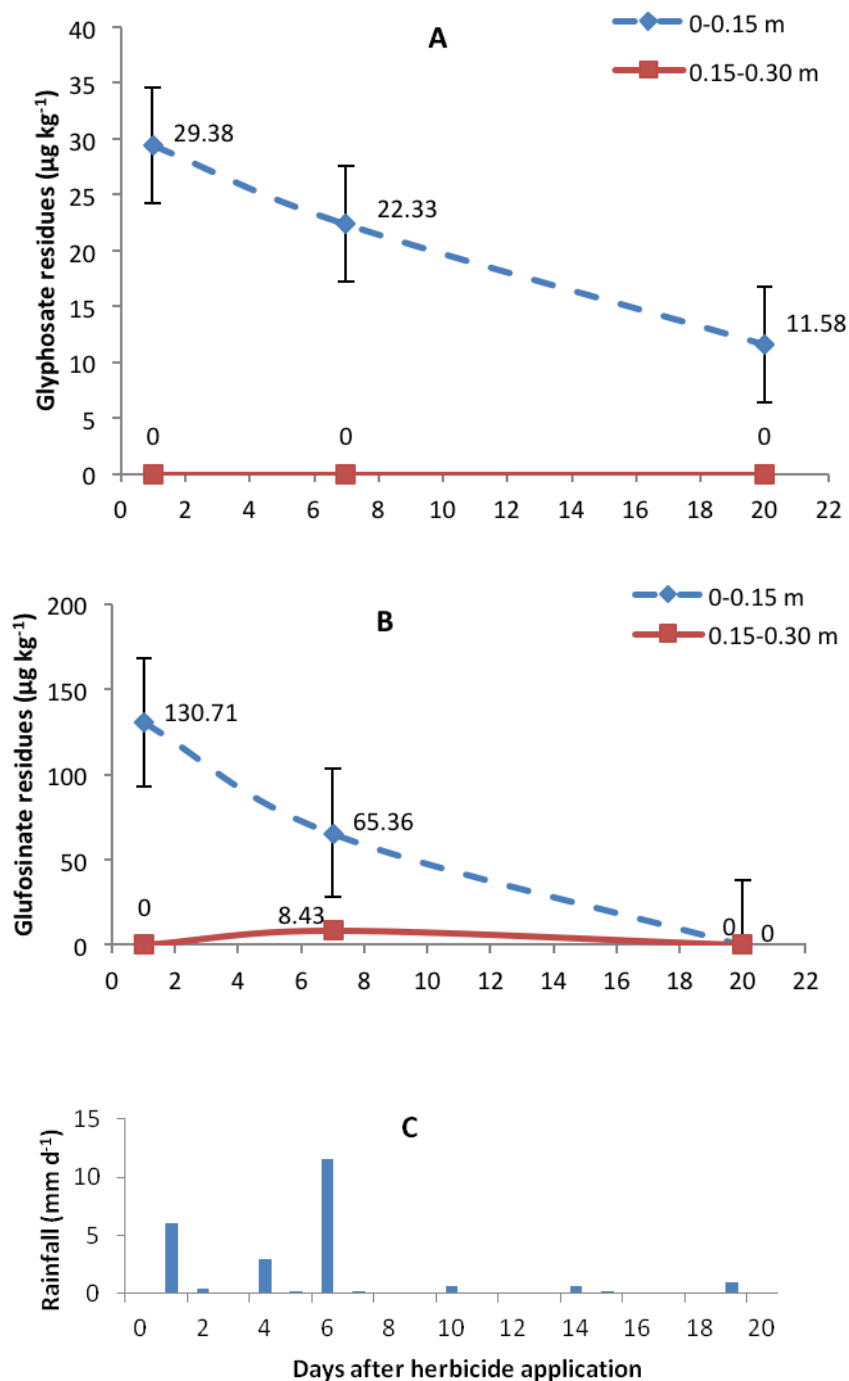 A
0-0.15 m
0.15-0.30 m
Glyphosate residues (µg kg⁻¹)
40
35
30
25
20
15
10
5
0
29.38
22.33
11.58
0 0 0
0 2 4 6 8 10 12 14 16 18 20 22
B
0-0.15 m
0.15-0.30 m
Glufosinate residues (µg kg⁻¹)
200
150
100
50
0
130.71
65.36
0
8.43
0 0
0 2 4 6 8 10 12 14 16 18 20 22
C
Rainfall (mm d⁻¹)
15
10
5
0
0 2 4 6 8 10 12 14 16 18 20
Days after herbicide application